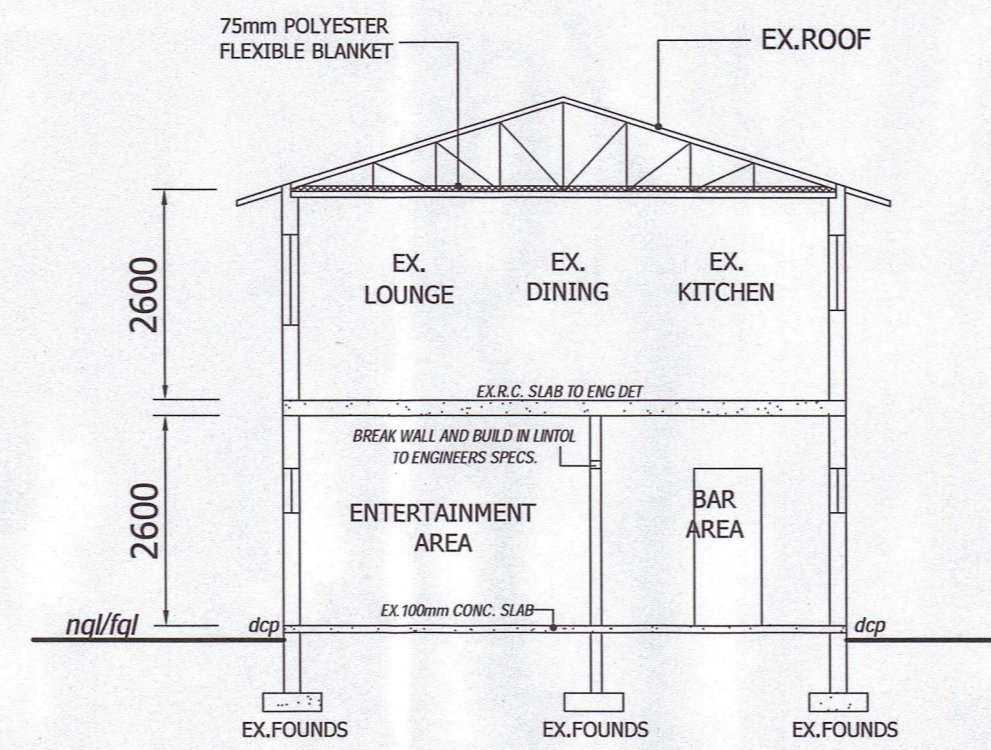 75mm POLYESTER
FLEXIBLE BLANKET
EX.ROOF
2600
EX.
LOUNGE
EX.
DINING
EX.
KITCHEN
EX.R.C. SLAB TO ENG DET
BREAK WALL AND BUILD IN LINTOL
TO ENGINEERS SPECS.
2600
ENTERTAINMENT
AREA
BAR
AREA
EX.100mm CONC. SLAB
ngl/fgl
dcp
dcp
EX.FOUNDS
EX.FOUNDS
EX.FOUNDS